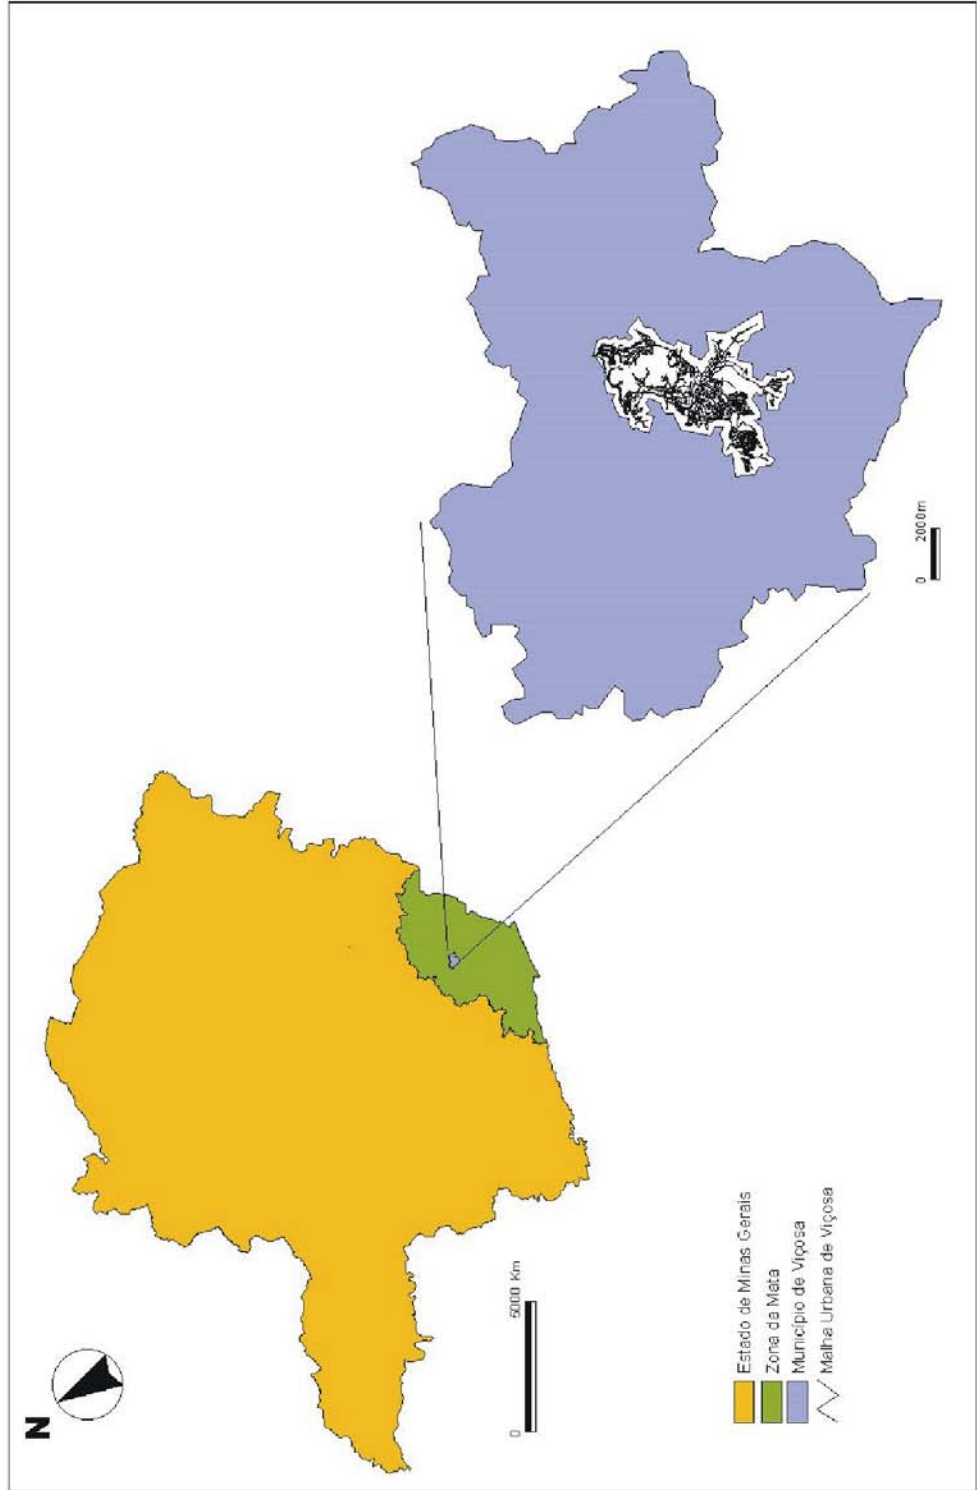 N
0 5000 Km
0 2000m
Estado de Minas Gerais
Zona da Mata
Município de Viçosa
Malha Urbana de Viçosa